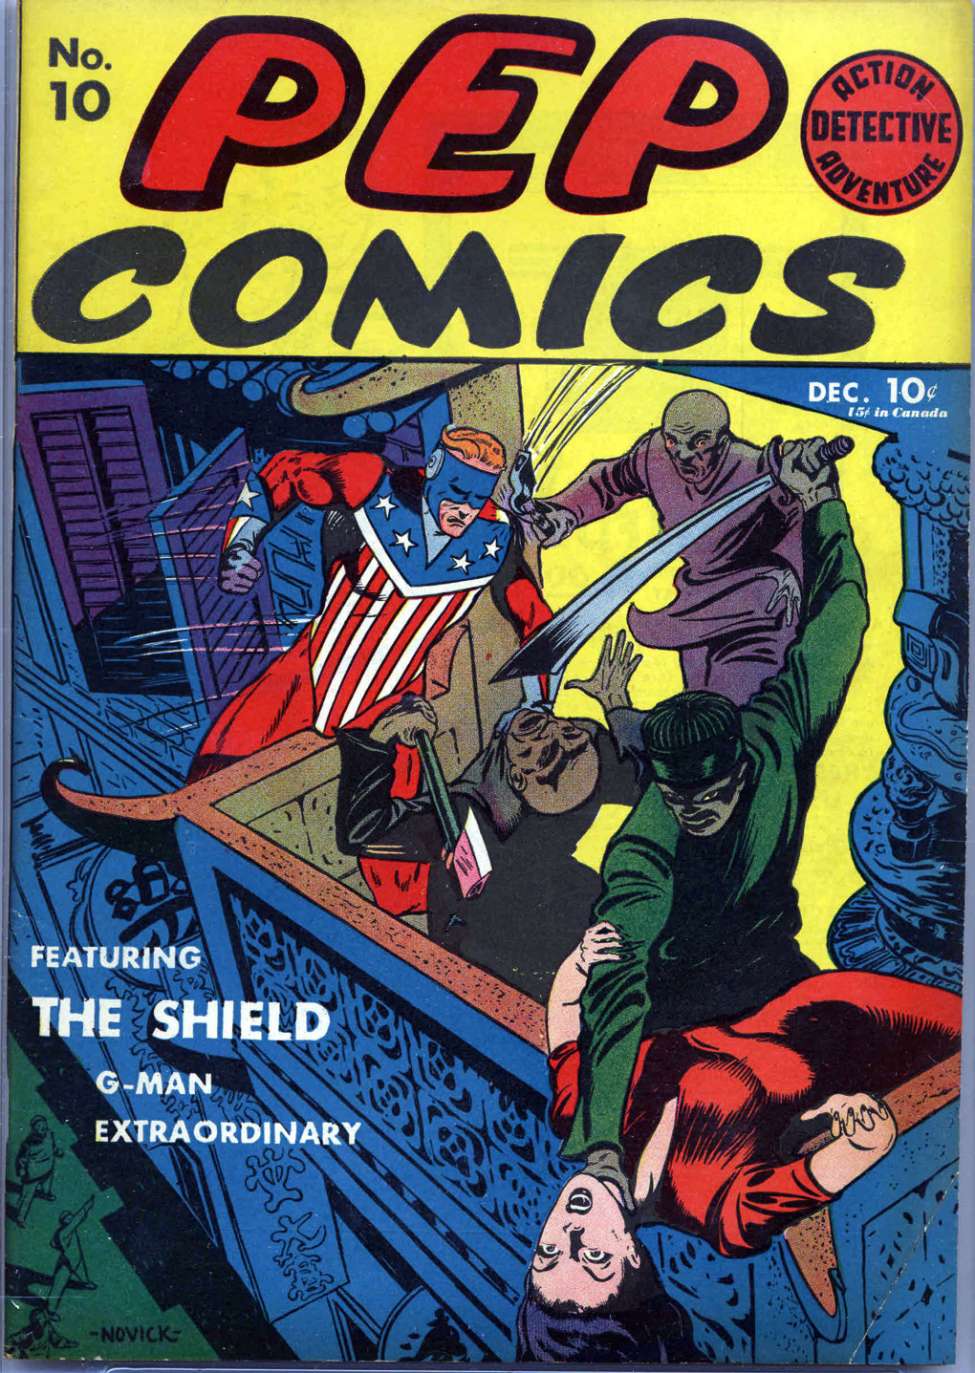 No.
10
PEP
COMICS
ACTION
DETECTIVE
ADVENTURE
DEC. 10¢
15¢ in Canada
FEATURING
THE SHIELD
G-MAN
EXTRAORDINARY
-NOVICK-